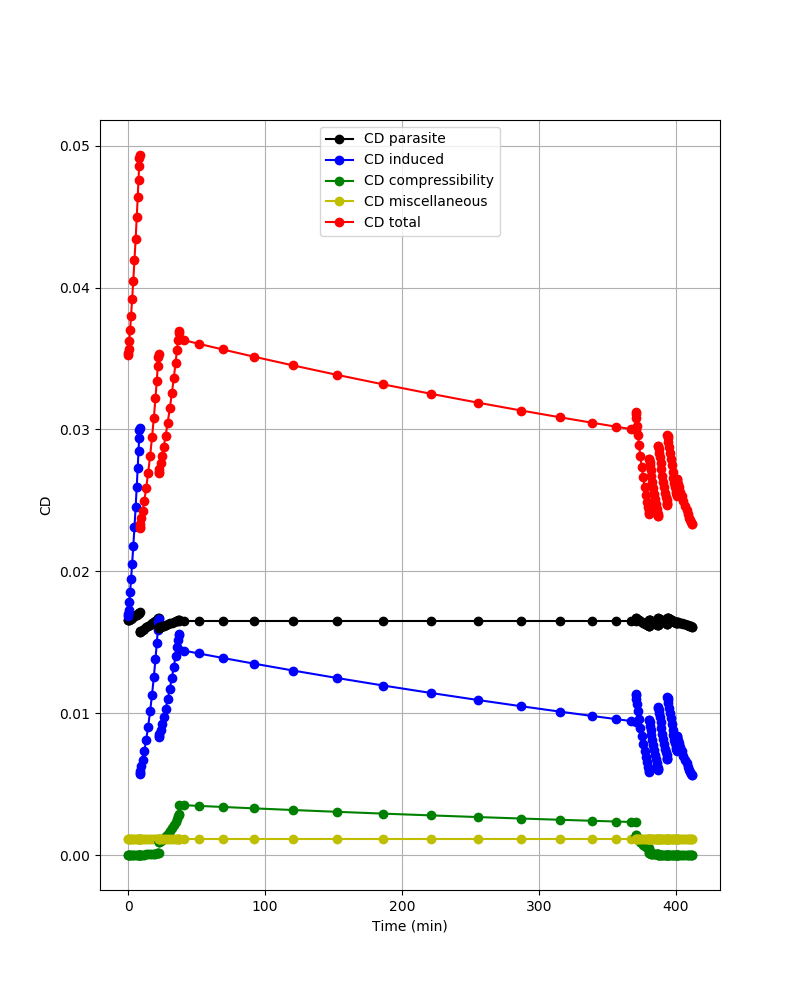 0.05
0.04
0.03
0.02
0.01
0.00
CD
CD parasite
CD induced
CD compressibility
CD miscellaneous
CD total
0
100
200
300
400
Time (min)